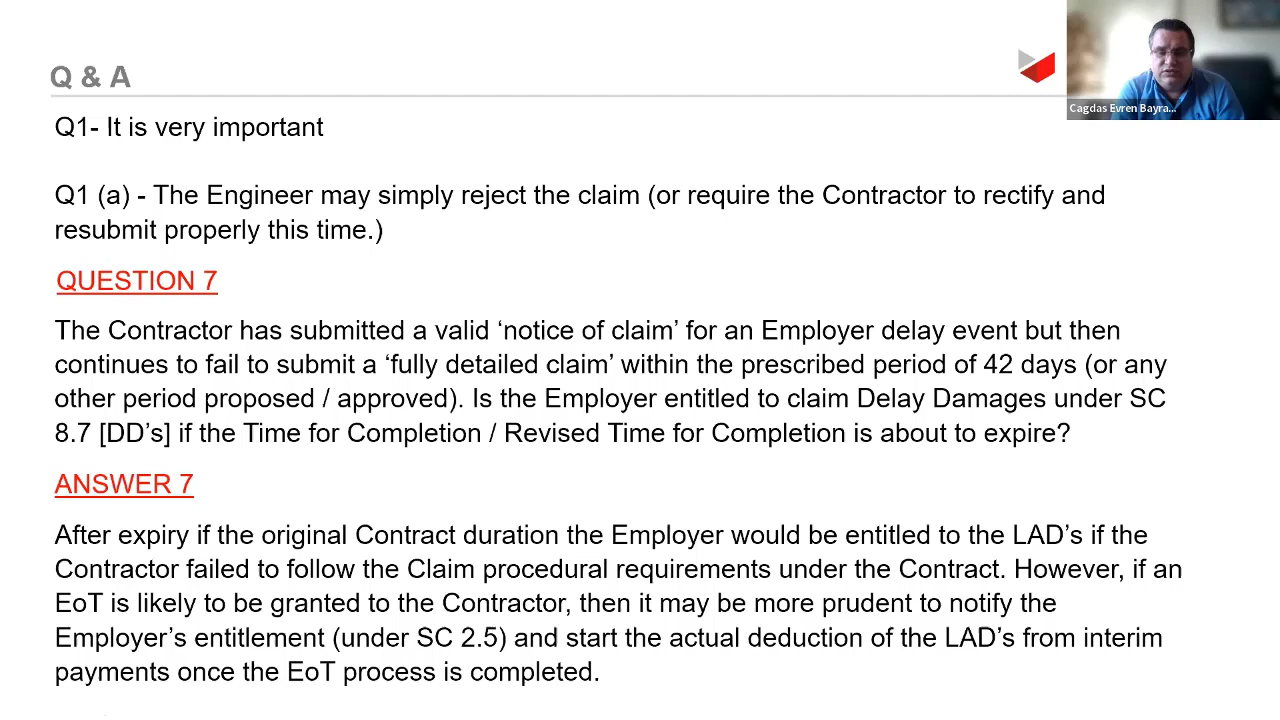 Q & A
Cagdas Evren Bayra...
Q1- It is very important
Q1 (a) - The Engineer may simply reject the claim (or require the Contractor to rectify and
resubmit properly this time.)
QUESTION 7
The Contractor has submitted a valid ‘notice of claim’ for an Employer delay event but then
continues to fail to submit a ‘fully detailed claim’ within the prescribed period of 42 days (or any
other period proposed / approved). Is the Employer entitled to claim Delay Damages under SC
8.7 [DD’s] if the Time for Completion / Revised Time for Completion is about to expire?
ANSWER 7
After expiry if the original Contract duration the Employer would be entitled to the LAD’s if the
Contractor failed to follow the Claim procedural requirements under the Contract. However, if an
EoT is likely to be granted to the Contractor, then it may be more prudent to notify the
Employer’s entitlement (under SC 2.5) and start the actual deduction of the LAD’s from interim
payments once the EoT process is completed.